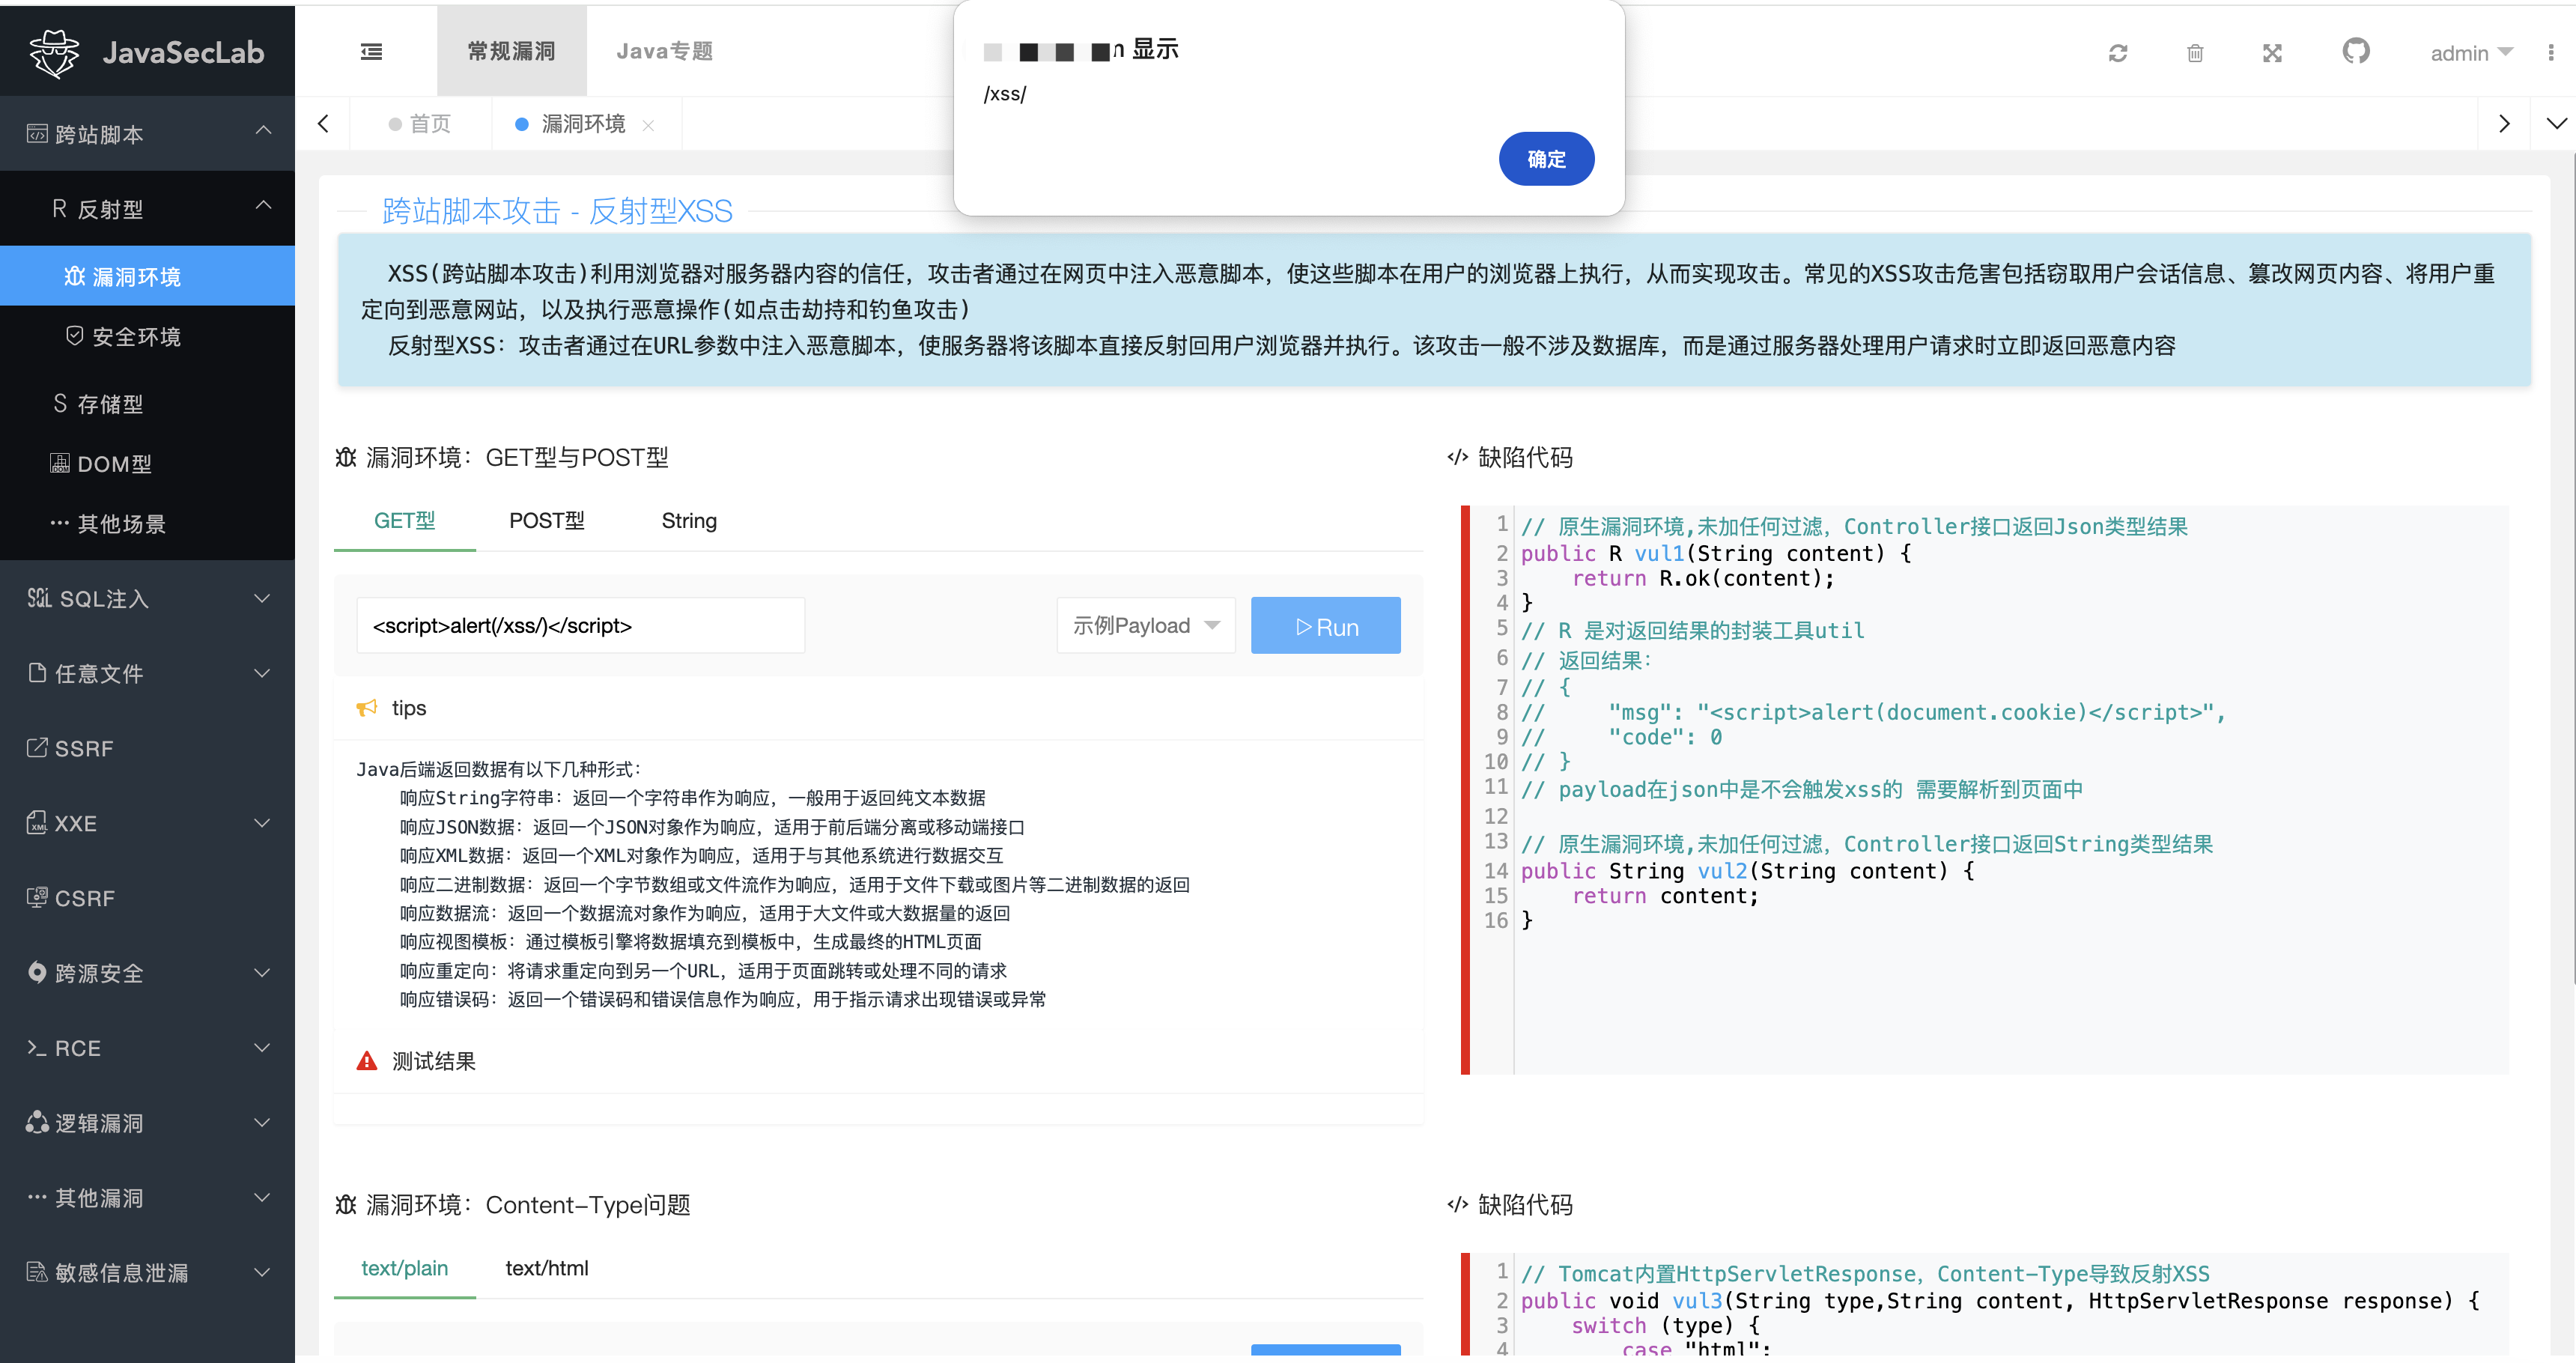 JavaSecLab
常规漏洞
Java专题
n 显示
/xss/
确定
admin
首页
漏洞环境
跨站脚本
R 反射型
漏洞环境
安全环境
S 存储型
DOM型
其他场景
SQL注入
任意文件
SSRF
XXE
CSRF
跨源安全
RCE
逻辑漏洞
其他漏洞
敏感信息泄漏
跨站脚本攻击 - 反射型XSS
XSS(跨站脚本攻击)利用浏览器对服务器内容的信任，攻击者通过在网页中注入恶意脚本，使这些脚本在用户的浏览器上执行，从而实现攻击。常见的XSS攻击危害包括窃取用户会话信息、篡改网页内容、将用户重
定向到恶意网站，以及执行恶意操作(如点击劫持和钓鱼攻击)
反射型XSS：攻击者通过在URL参数中注入恶意脚本，使服务器将该脚本直接反射回用户浏览器并执行。该攻击一般不涉及数据库，而是通过服务器处理用户请求时立即返回恶意内容
漏洞环境：GET型与POST型
GET型
POST型
String
<script>alert(/xss/)</script>
示例Payload
Run
tips
Java后端返回数据有以下几种形式：
响应String字符串：返回一个字符串作为响应，一般用于返回纯文本数据
响应JSON数据：返回一个JSON对象作为响应，适用于前后端分离或移动端接口
响应XML数据：返回一个XML对象作为响应，适用于与其他系统进行数据交互
响应二进制数据：返回一个字节数组或文件流作为响应，适用于文件下载或图片等二进制数据的返回
响应数据流：返回一个数据流对象作为响应，适用于大文件或大数据量的返回
响应视图模板：通过模板引擎将数据填充到模板中，生成最终的HTML页面
响应重定向：将请求重定向到另一个URL，适用于页面跳转或处理不同的请求
响应错误码：返回一个错误码和错误信息作为响应，用于指示请求出现错误或异常
测试结果
</> 缺陷代码
1 // 原生漏洞环境,未加任何过滤，Controller接口返回Json类型结果
2 public R vul1(String content) {
3 return R.ok(content);
4 }
5 // R 是对返回结果的封装工具util
6 // 返回结果：
7 // {
8 // "msg": "<script>alert(document.cookie)</script>",
9 // "code": 0
10 // }
11 // payload在json中是不会触发xss的 需要解析到页面中
12
13 // 原生漏洞环境,未加任何过滤，Controller接口返回String类型结果
14 public String vul2(String content) {
15 return content;
16 }
漏洞环境：Content-Type问题
text/plain
text/html
</> 缺陷代码
1 // Tomcat内置HttpServletResponse，Content-Type导致反射XSS
2 public void vul3(String type,String content, HttpServletResponse response) {
3 switch (type) {
4 case "html":